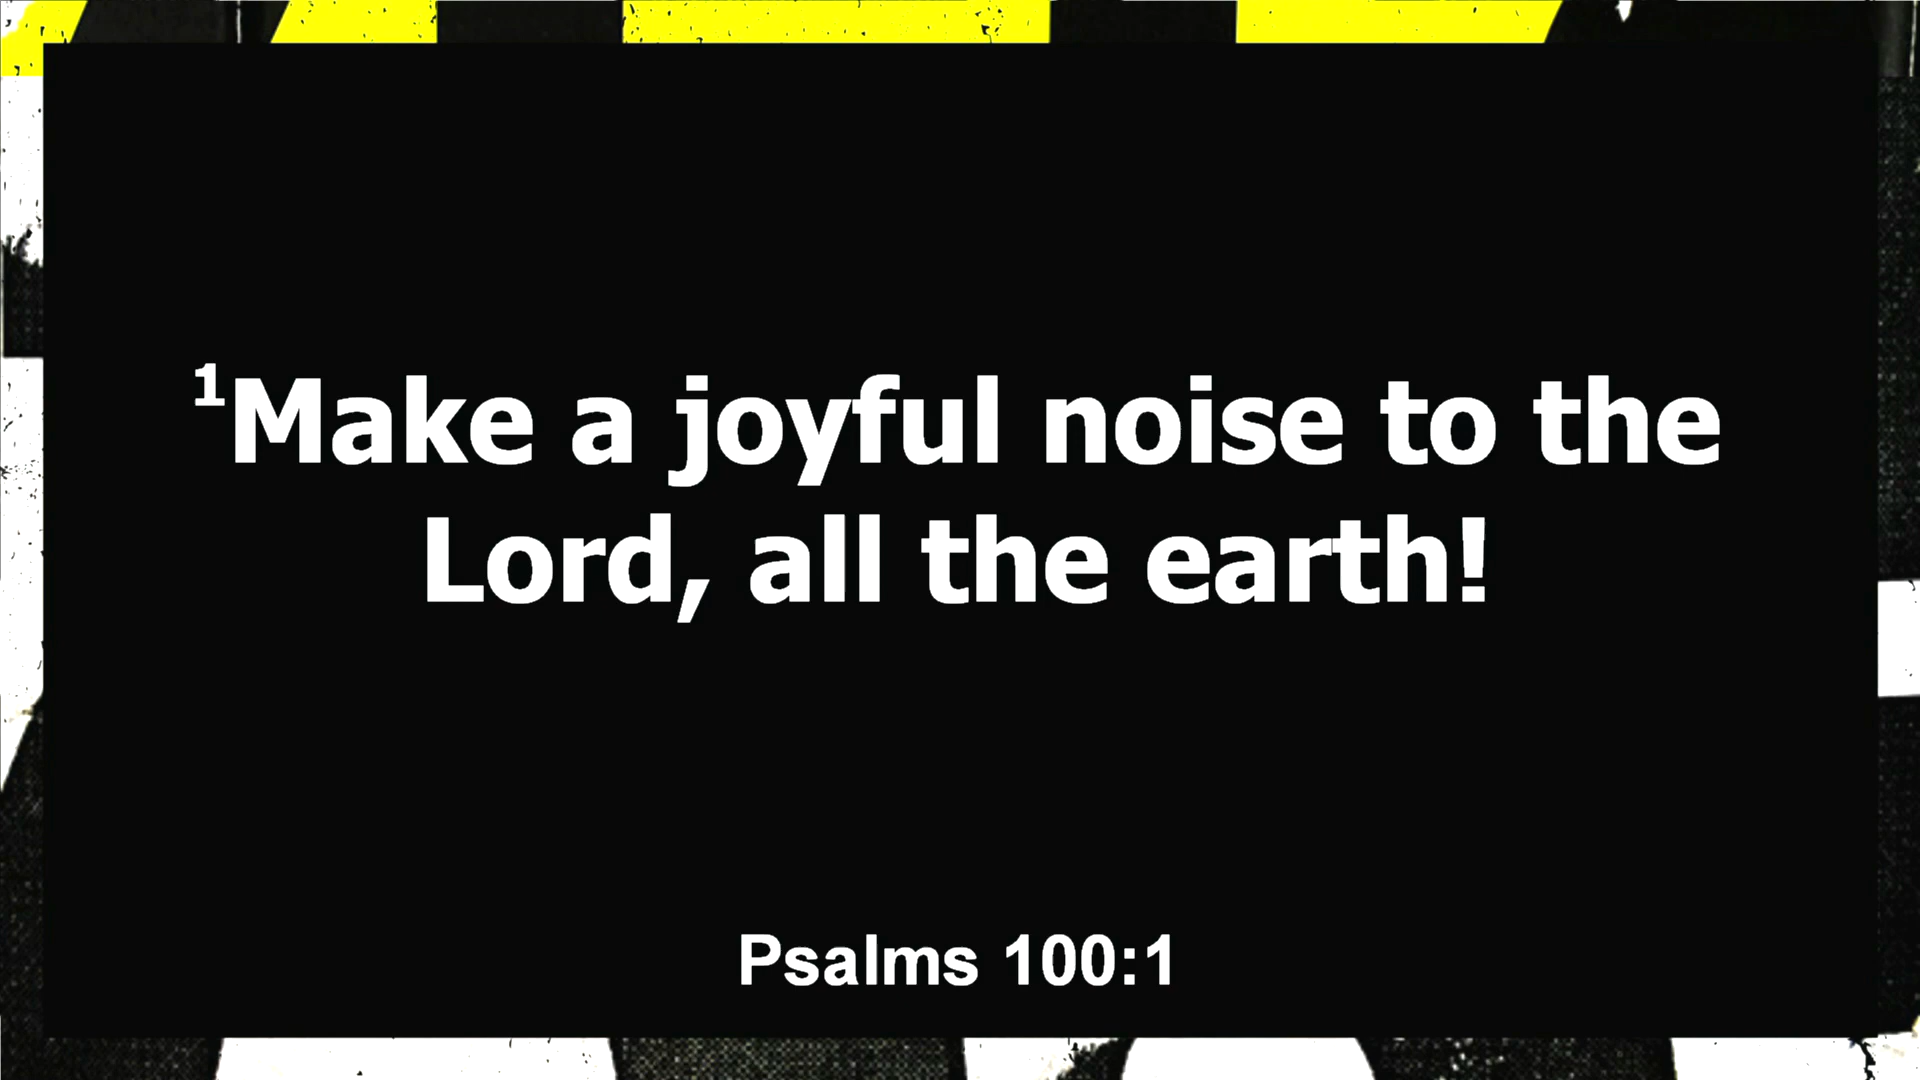 ¹Make a joyful noise to the
Lord, all the earth!
Psalms 100:1